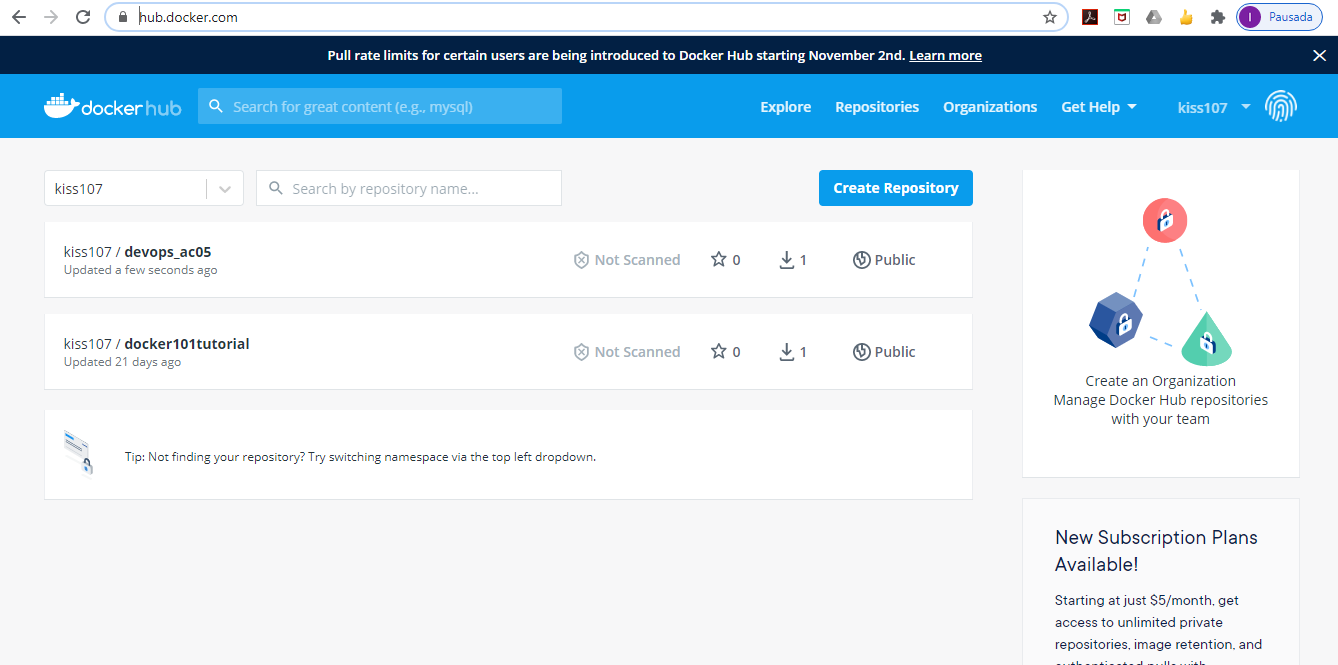 hub.docker.com
I Pausada
Pull rate limits for certain users are being introduced to Docker Hub starting November 2nd. Learn more
docker hub
Search for great content (e.g., mysql)
Explore
Repositories
Organizations
Get Help
kiss107
kiss107
Search by repository name...
Create Repository
kiss107 / devops_ac05
Updated a few seconds ago
Not Scanned
0
1
Public
kiss107 / docker101tutorial
Updated 21 days ago
Not Scanned
0
1
Public
Tip: Not finding your repository? Try switching namespace via the top left dropdown.
Create an Organization
Manage Docker Hub repositories
with your team
New Subscription Plans
Available!
Starting at just $5/month, get
access to unlimited private
repositories, image retention, and
authenticated pulls with